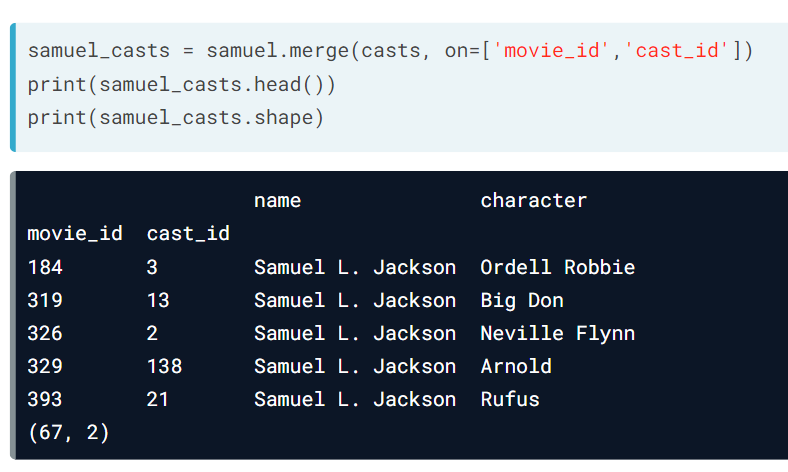 samuel_casts = samuel.merge(casts, on=['movie_id','cast_id'])
print(samuel_casts.head())
print(samuel_casts.shape)
name character
movie_id cast_id
184 3 Samuel L. Jackson Ordell Robbie
319 13 Samuel L. Jackson Big Don
326 2 Samuel L. Jackson Neville Flynn
329 138 Samuel L. Jackson Arnold
393 21 Samuel L. Jackson Rufus
(67, 2)